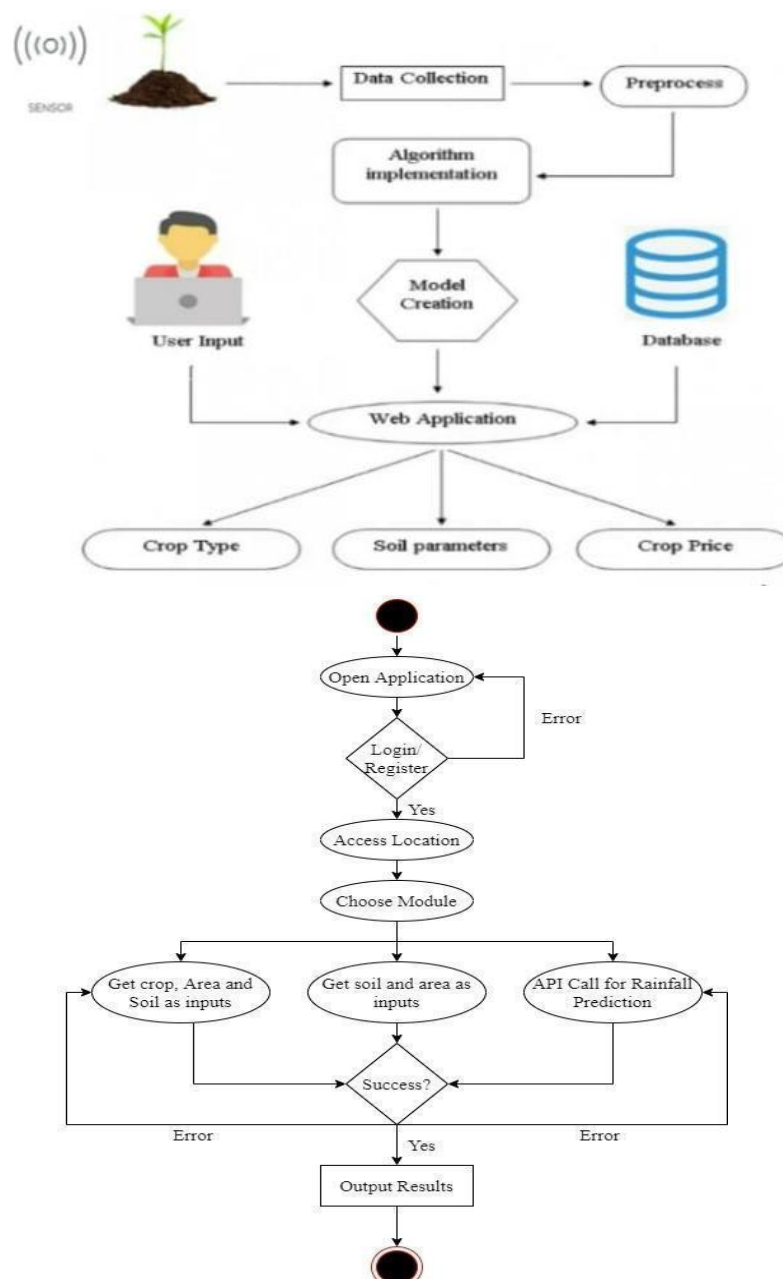 SENSOR
Data Collection
Preprocess
Algorithm
implementation
Model
Creation
User Input
Database
Web Application
Crop Type
Soil parameters
Crop Price
Open Application
Error
Login/
Register
Yes
Access Location
Choose Module
Get crop, Area and
Soil as inputs
Get soil and area as
inputs
API Call for Rainfall
Prediction
Success?
Error
Error
Yes
Output Results